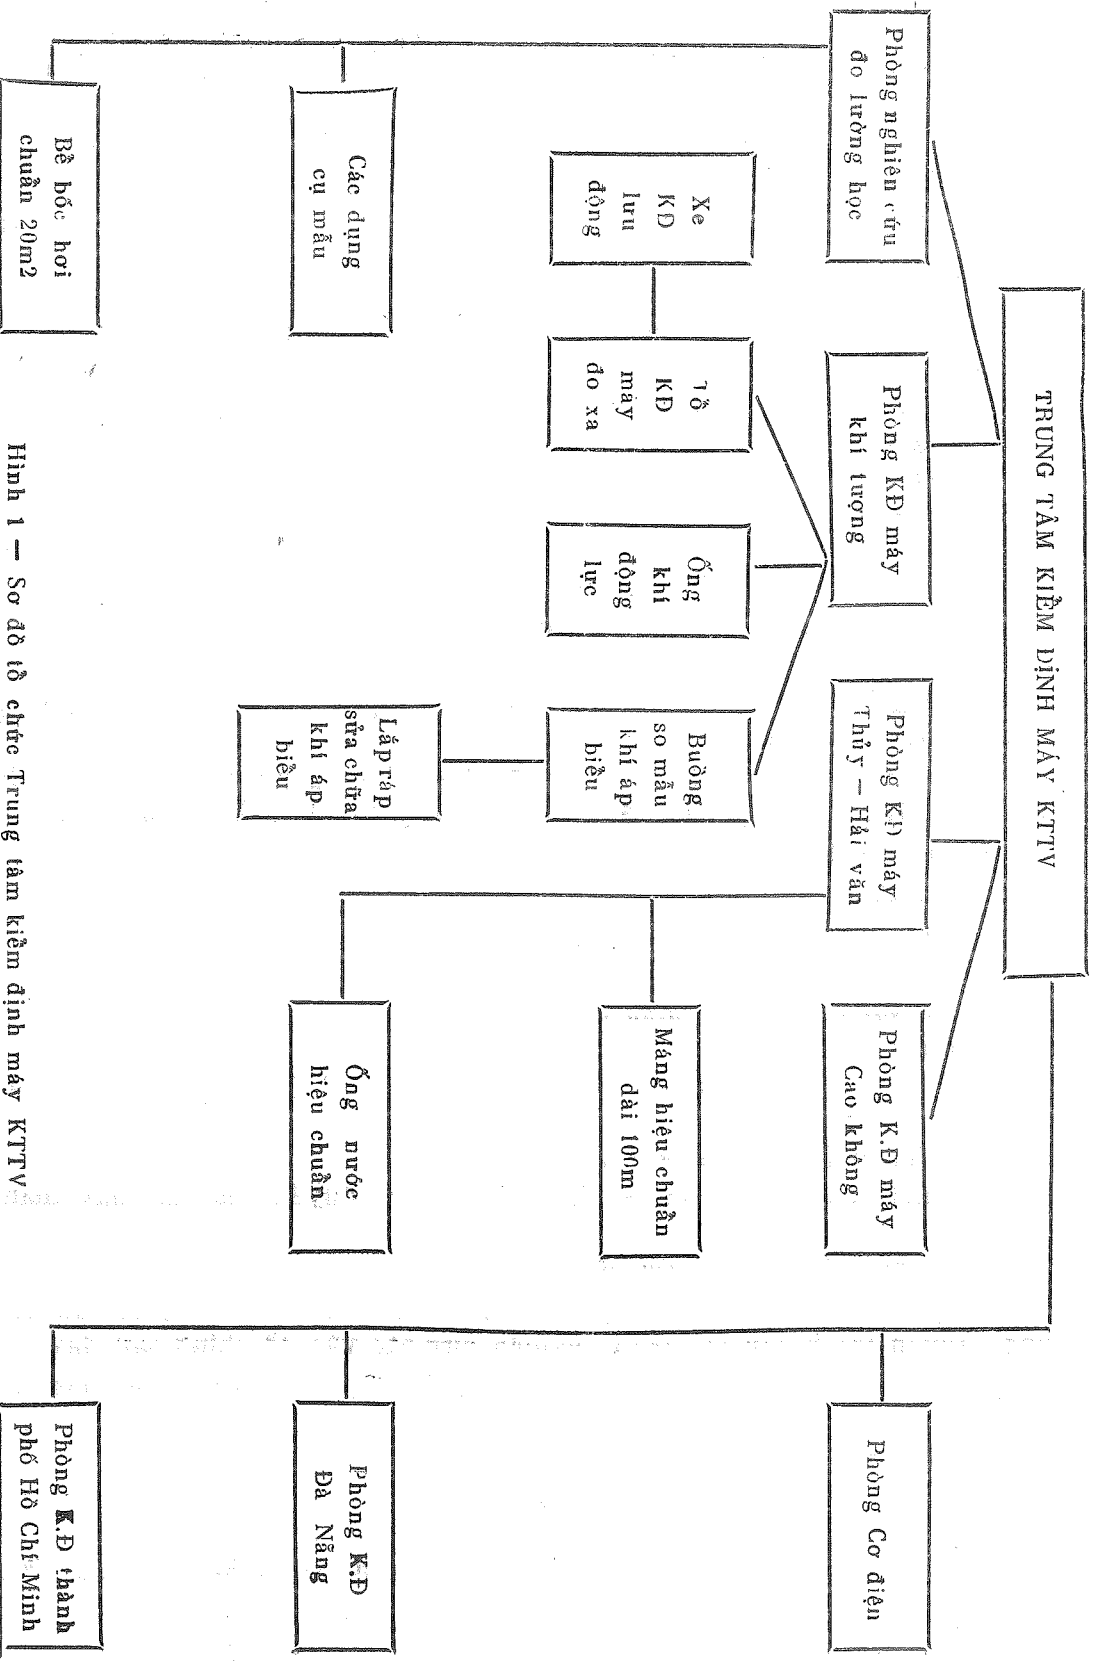 TRUNG TÂM KIỂM ĐỊNH MÁY KTTV
Phòng nghiên cứu
đo lường học
Phòng KĐ máy
khí tượng
Phòng KĐ máy
Thủy — Hải văn
Phòng K.Đ máy
Cao không
Phòng Cơ điện
Xe
KĐ
lưu
động
Tổ
KĐ
máy
đo xa
Ống
khí
động
lực
Buồng
so mẫu
khí áp
biểu
Máng hiệu chuẩn
dài 100m
Các dụng
cụ mẫu
Lắp ráp
sửa chữa
khí áp
biểu
Ống nước
hiệu chuẩn
Phòng K.Đ
Đà Nẵng
Bể bốc hơi
chuẩn 20m2
Phòng K.Đ thành
phố Hồ Chí Minh
Hình 1 — Sơ đồ tổ chức Trung tâm kiểm định máy KTTV